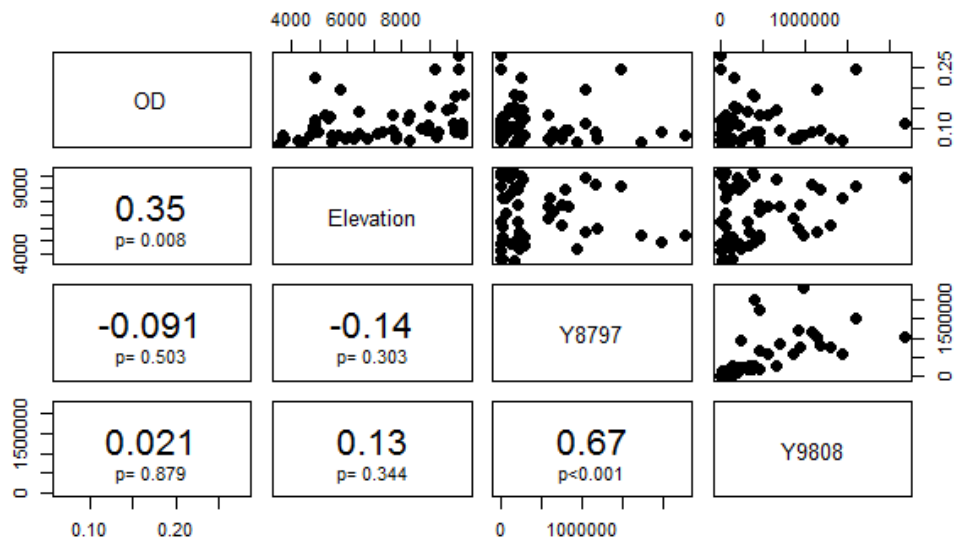 4000 6000 8000 0 1000000
OD
0.10 0.25
4000 9000
0.35
p= 0.008
Elevation
-0.091
p= 0.503
-0.14
p= 0.303
Y8797
0 1500000
0 1500000
0.021
p= 0.879
0.13
p= 0.344
0.67
p<0.001
Y9808
0.10 0.20 0 1000000